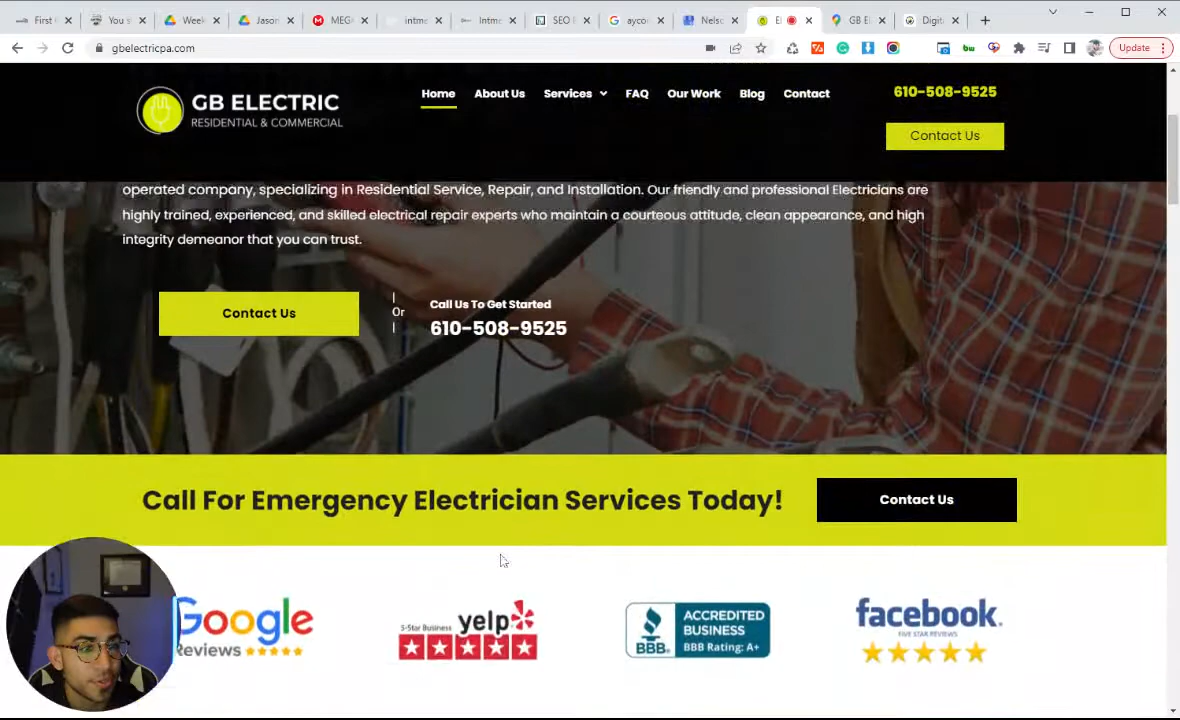 First
You s
Week
Jason
MEG
intme
Intme
SEO
ayco
Nelso
El
GB El
Digit
gbelectricpa.com
Update
GB ELECTRIC
RESIDENTIAL & COMMERCIAL
Home
About Us
Services
FAQ
Our Work
Blog
Contact
610-508-9525
Contact Us
operated company, specializing in Residential Service, Repair, and Installation. Our friendly and professional Electricians are
highly trained, experienced, and skilled electrical repair experts who maintain a courteous attitude, clean appearance, and high
integrity demeanor that you can trust.
Contact Us
Or
Call Us To Get Started
610-508-9525
Call For Emergency Electrician Services Today!
Contact Us
Google
Reviews
5-Star Business
yelp
BBB
ACCREDITED
BUSINESS
BBB Rating: A+
facebook.
FIVE STAR REVIEWS